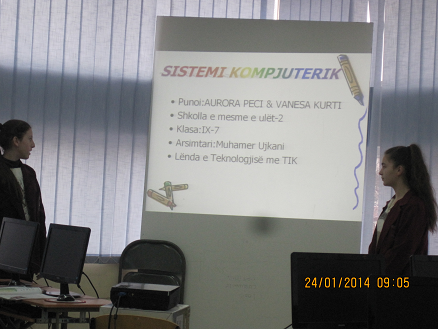 SISTEMI KOMPJUTERIK
• Punoi:AURORA PECI & VANESA KURTI
• Shkolla e mesme e ulët-2
• Klasa:IX-7
• Arsimtari:Muhamer Ujkani
• Lënda e Teknologjisë me TIK
24/01/2014 09:05